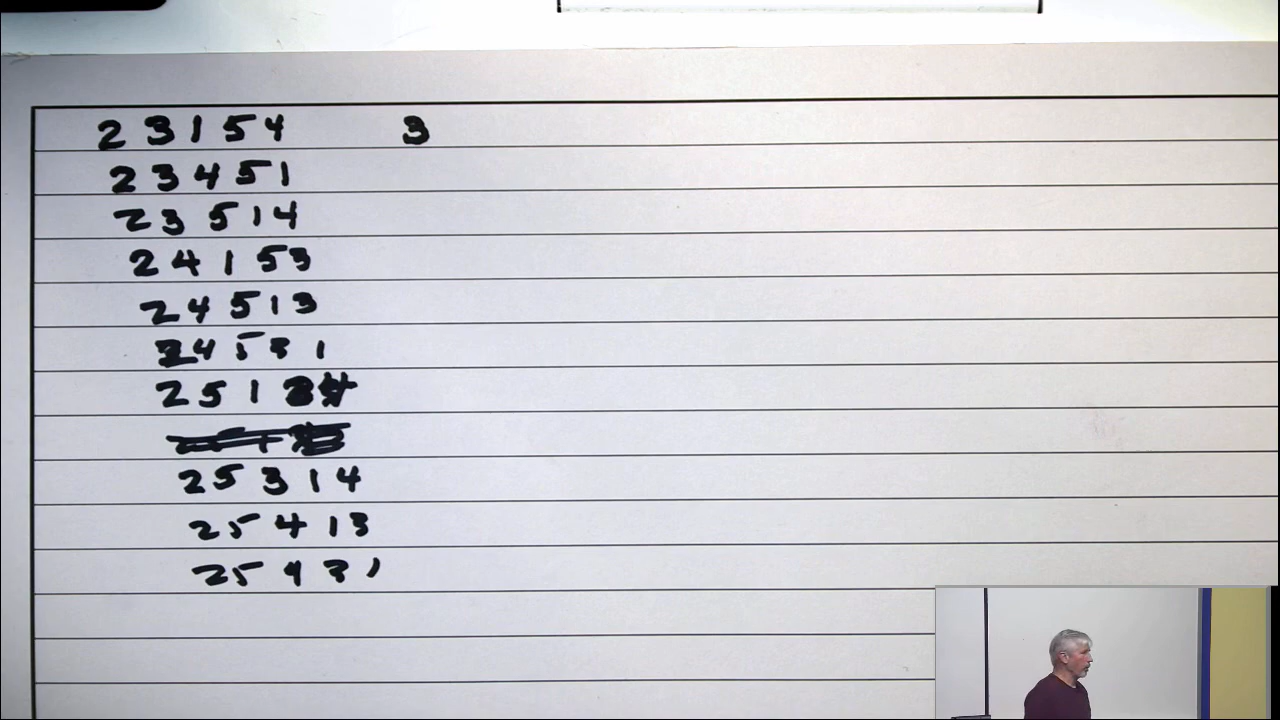 2 3 1 5 4 3
2 3 4 5 1
2 3 5 1 4
2 4 1 5 3
2 4 5 1 3
2 4 5 3 1
2 5 1
2 5 3 1 4
2 5 4 1 3
2 5 4 3 1